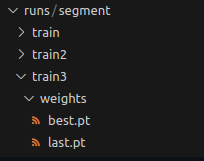 runs/segment
train
train2
train3
weights
best.pt
last.pt